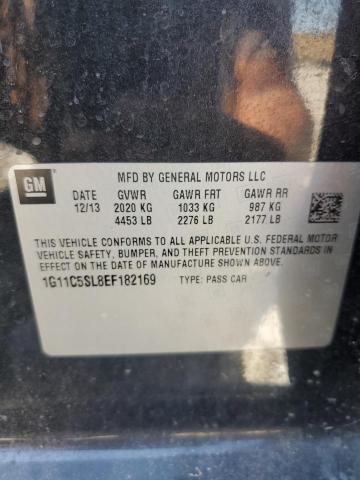 MFD BY GENERAL MOTORS LLC
GM
DATE GVWR GAWR FRT GAWR RR
12/13 2020 KG 1033 KG 987 KG
4453 LB 2276 LB 2177 LB
THIS VEHICLE CONFORMS TO ALL APPLICABLE U.S. FEDERAL MOTOR
VEHICLE SAFETY, BUMPER, AND THEFT PREVENTION STANDARDS IN
EFFECT ON THE DATE OF MANUFACTURE SHOWN ABOVE.
1G11C5SL8EF182169 TYPE: PASS CAR